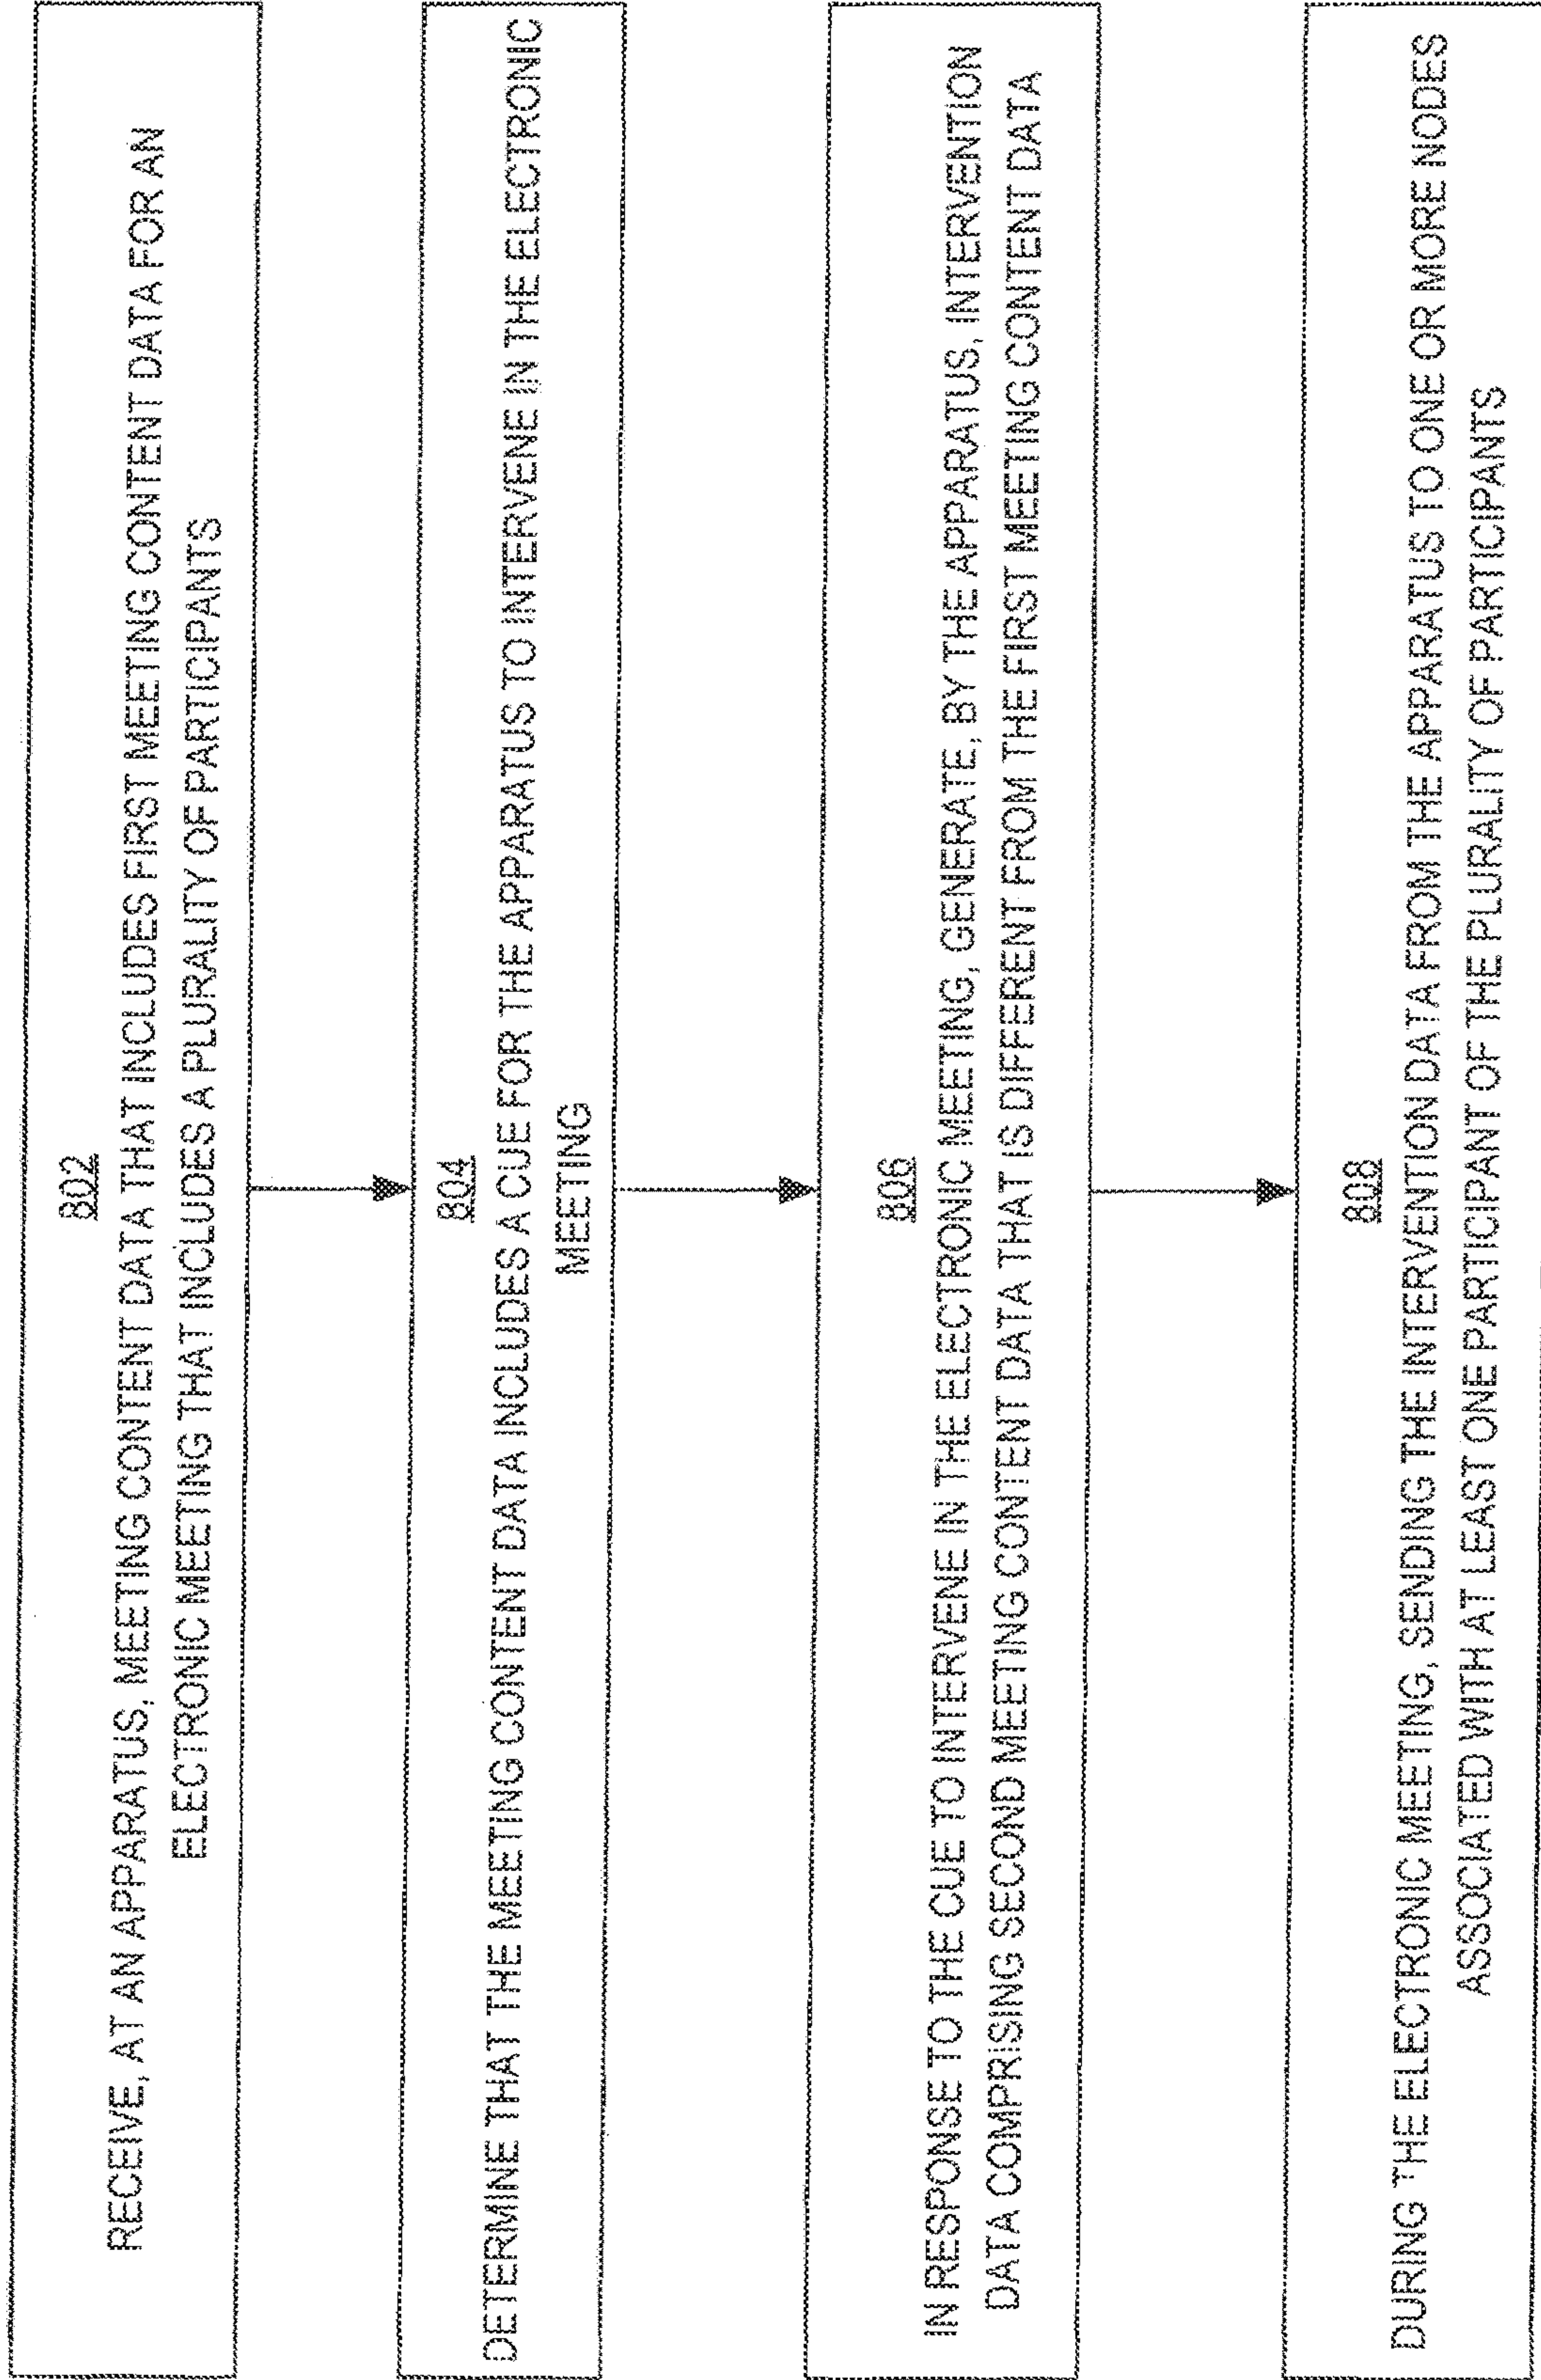 802
RECEIVE, AT AN APPARATUS, MEETING CONTENT DATA THAT INCLUDES FIRST MEETING CONTENT DATA FOR AN
ELECTRONIC MEETING THAT INCLUDES A PLURALITY OF PARTICIPANTS
804
DETERMINE THAT THE MEETING CONTENT DATA INCLUDES A CUE FOR THE APPARATUS TO INTERVENE IN THE ELECTRONIC
MEETING
806
IN RESPONSE TO THE CUE TO INTERVENE IN THE ELECTRONIC MEETING, GENERATE, BY THE APPARATUS, INTERVENTION
DATA COMPRISING SECOND MEETING CONTENT DATA THAT IS DIFFERENT FROM THE FIRST MEETING CONTENT DATA
808
DURING THE ELECTRONIC MEETING, SENDING THE INTERVENTION DATA FROM THE APPARATUS TO ONE OR MORE NODES
ASSOCIATED WITH AT LEAST ONE PARTICIPANT OF THE PLURALITY OF PARTICIPANTS